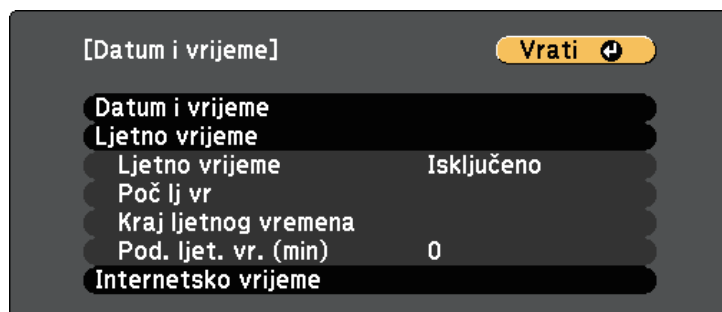 [Datum i vrijeme] Vrati
Datum i vrijeme
Ljetno vrijeme
Ljetno vrijeme Isključeno
Poč lj vr
Kraj ljetnog vremena
Pod. ljet. vr. (min) 0
Internetsko vrijeme